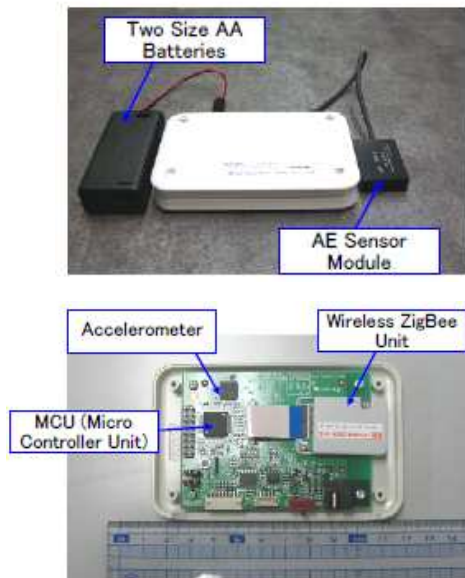 Two Size AA
Batteries
AE Sensor
Module
Accelerometer
Wireless ZigBee
Unit
MCU (Micro
Controller Unit)